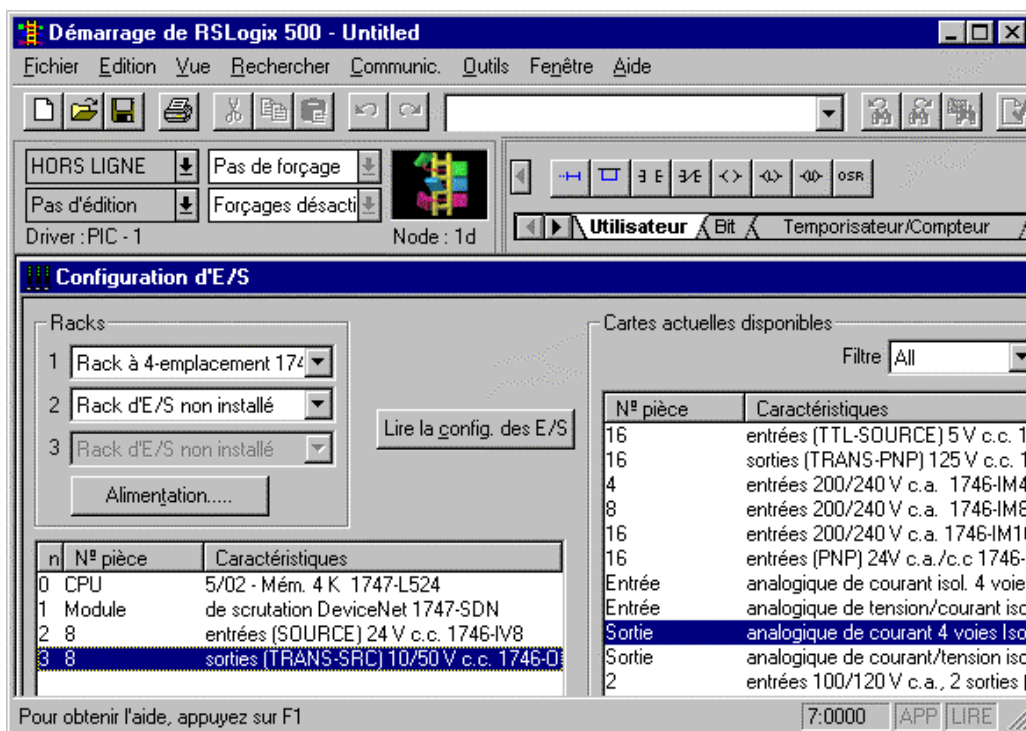 Démarrage de RSLogix 500 - Untitled
Fichier Edition Vue Rechercher Communic. Outils Fenêtre Aide
HORS LIGNE Pas de forçage
Pas d'édition Forçages désacti
Driver : PIC - 1 Node : 1d
OSR
Utilisateur Bit Temporisateur/Compteur
Configuration d'E/S
Racks
1 Rack à 4-emplacement 174
2 Rack d'E/S non installé
3 Rack d'E/S non installé
Alimentation.....
Lire la config. des E/S
n Nº pièce Caractéristiques
0 CPU 5/02 - Mém. 4 K 1747-L524
1 Module de scrutation DeviceNet 1747-SDN
2 8 entrées (SOURCE) 24 V c.c. 1746-IV8
3 8 sorties (TRANS-SRC) 10/50 V c.c. 1746-O
Cartes actuelles disponibles
Filtre All
Nº pièce Caractéristiques
16 entrées (TTL-SOURCE) 5 V c.c. 1
16 sorties (TRANS-PNP) 125 V c.c. 1
4 entrées 200/240 V c.a. 1746-IM4
8 entrées 200/240 V c.a. 1746-IM8
16 entrées 200/240 V c.a. 1746-IM1
16 entrées (PNP) 24V c.a./c.c 1746-
Entrée analogique de courant isol. 4 voie
Entrée analogique de tension/courant iso
Sortie analogique de courant 4 voies Iso
Sortie analogique de courant/tension iso
2 entrées 100/120 V c.a., 2 sorties (
Pour obtenir l'aide, appuyez sur F1 7:0000 APP LIRE